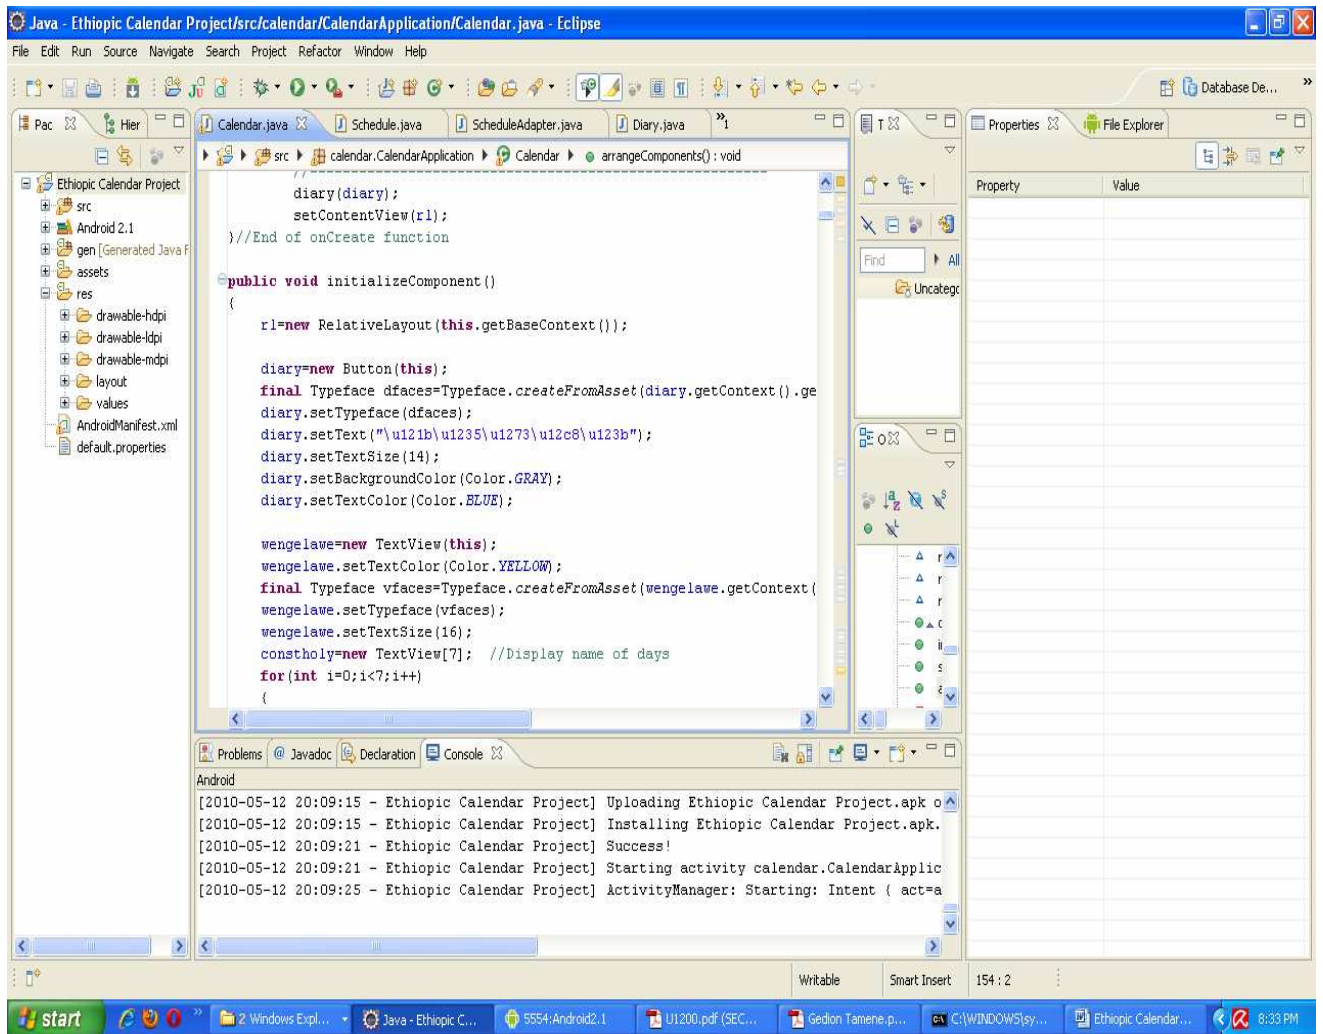 Java - Ethiopic Calendar Project/src/calendar/CalendarApplication/Calendar.java - Eclipse
File Edit Run Source Navigate Search Project Refactor Window Help
Database De... »
Pac Hier
Calendar.java Schedule.java ScheduleAdapter.java Diary.java »1
T
Properties File Explorer
src calendar.CalendarApplication Calendar arrangeComponents() : void
Property Value
Ethiopic Calendar Project
src
Android 2.1
gen [Generated Java F
assets
res
drawable-hdpi
drawable-ldpi
drawable-mdpi
layout
values
AndroidManifest.xml
default.properties
diary(diary);
setContentView(rl);
}//End of onCreate function
public void initializeComponent()
{
rl=new RelativeLayout(this.getBaseContext());
diary=new Button(this);
final Typeface dfaces=Typeface.createFromAsset(diary.getContext().ge
diary.setTypeface(dfaces);
diary.setText("\u121b\u1235\u1273\u12c8\u123b");
diary.setTextSize(14);
diary.setBackgroundColor(Color.GRAY);
diary.setTextColor(Color.BLUE);
wengelawe=new TextView(this);
wengelawe.setTextColor(Color.YELLOW);
final Typeface vfaces=Typeface.createFromAsset(wengelawe.getContext(
wengelawe.setTypeface(vfaces);
wengelawe.setTextSize(16);
constholy=new TextView[7]; //Display name of days
for(int i=0;i<7;i++)
{
Find All
Uncatego
O
Problems @ Javadoc Declaration Console
Android
[2010-05-12 20:09:15 - Ethiopic Calendar Project] Uploading Ethiopic Calendar Project.apk o
[2010-05-12 20:09:15 - Ethiopic Calendar Project] Installing Ethiopic Calendar Project.apk.
[2010-05-12 20:09:21 - Ethiopic Calendar Project] Success!
[2010-05-12 20:09:21 - Ethiopic Calendar Project] Starting activity calendar.CalendarApplic
[2010-05-12 20:09:25 - Ethiopic Calendar Project] ActivityManager: Starting: Intent { act=a
Writable Smart Insert 154 : 2
start » 2 Windows Expl... Java - Ethiopic C... 5554:Android2.1 U1200.pdf (SEC... Gedion Tamene.p... C:\WINDOWS\sy... Ethiopic Calendar... 8:33 PM